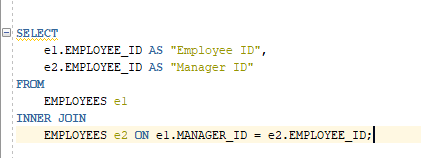 SELECT
e1.EMPLOYEE_ID AS "Employee ID",
e2.EMPLOYEE_ID AS "Manager ID"
FROM
EMPLOYEES e1
INNER JOIN
EMPLOYEES e2 ON e1.MANAGER_ID = e2.EMPLOYEE_ID;